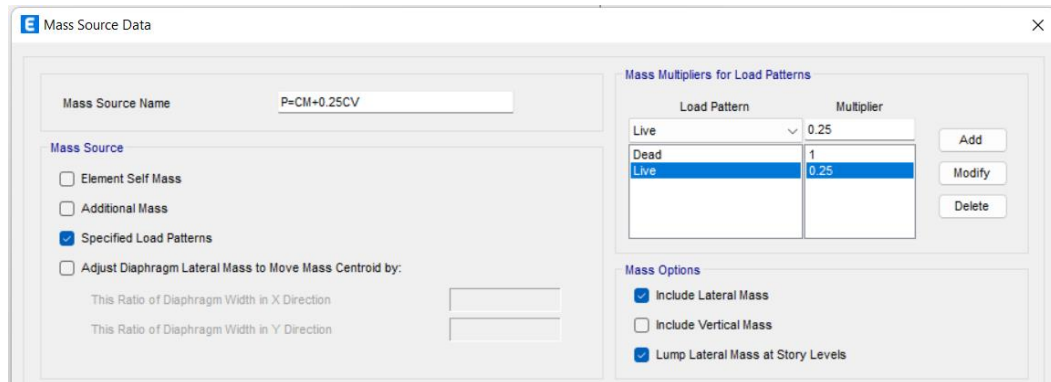 E Mass Source Data
Mass Source Name P=CM+0.25CV
Mass Source
Element Self Mass
Additional Mass
Specified Load Patterns
Adjust Diaphragm Lateral Mass to Move Mass Centroid by:
This Ratio of Diaphragm Width in X Direction
This Ratio of Diaphragm Width in Y Direction
Mass Multipliers for Load Patterns
Load Pattern Multiplier
Live 0.25 Add
Dead 1
Live 0.25 Modify
Delete
Mass Options
Include Lateral Mass
Include Vertical Mass
Lump Lateral Mass at Story Levels